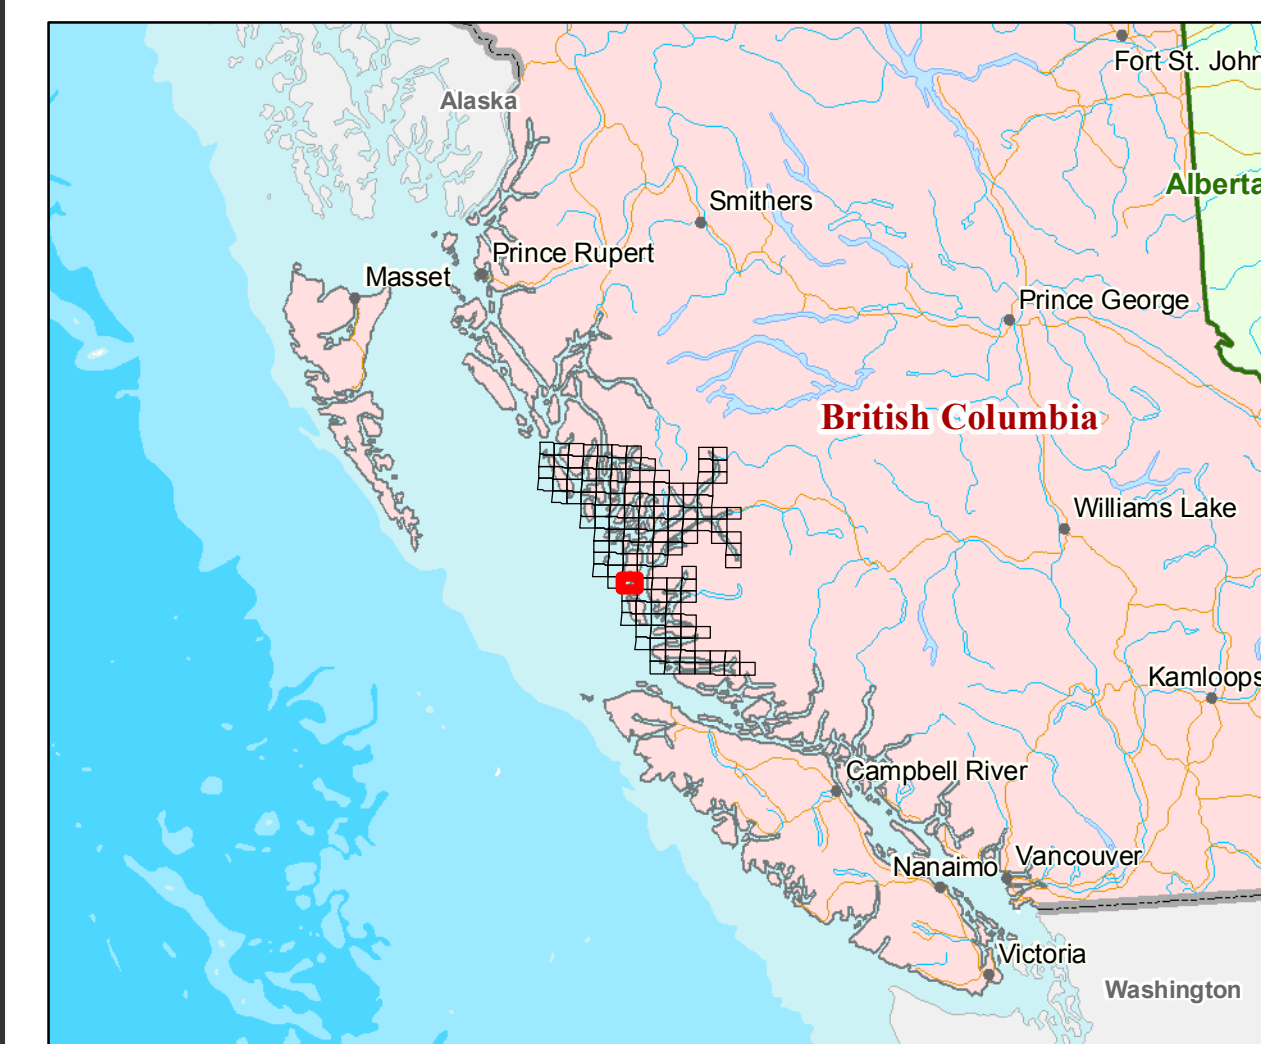 Fort St. John
Alaska
Alberta
Smithers
Prince Rupert
Masset
Prince George
British Columbia
Williams Lake
Kamloops
Campbell River
Vancouver
Nanaimo
Victoria
Washington